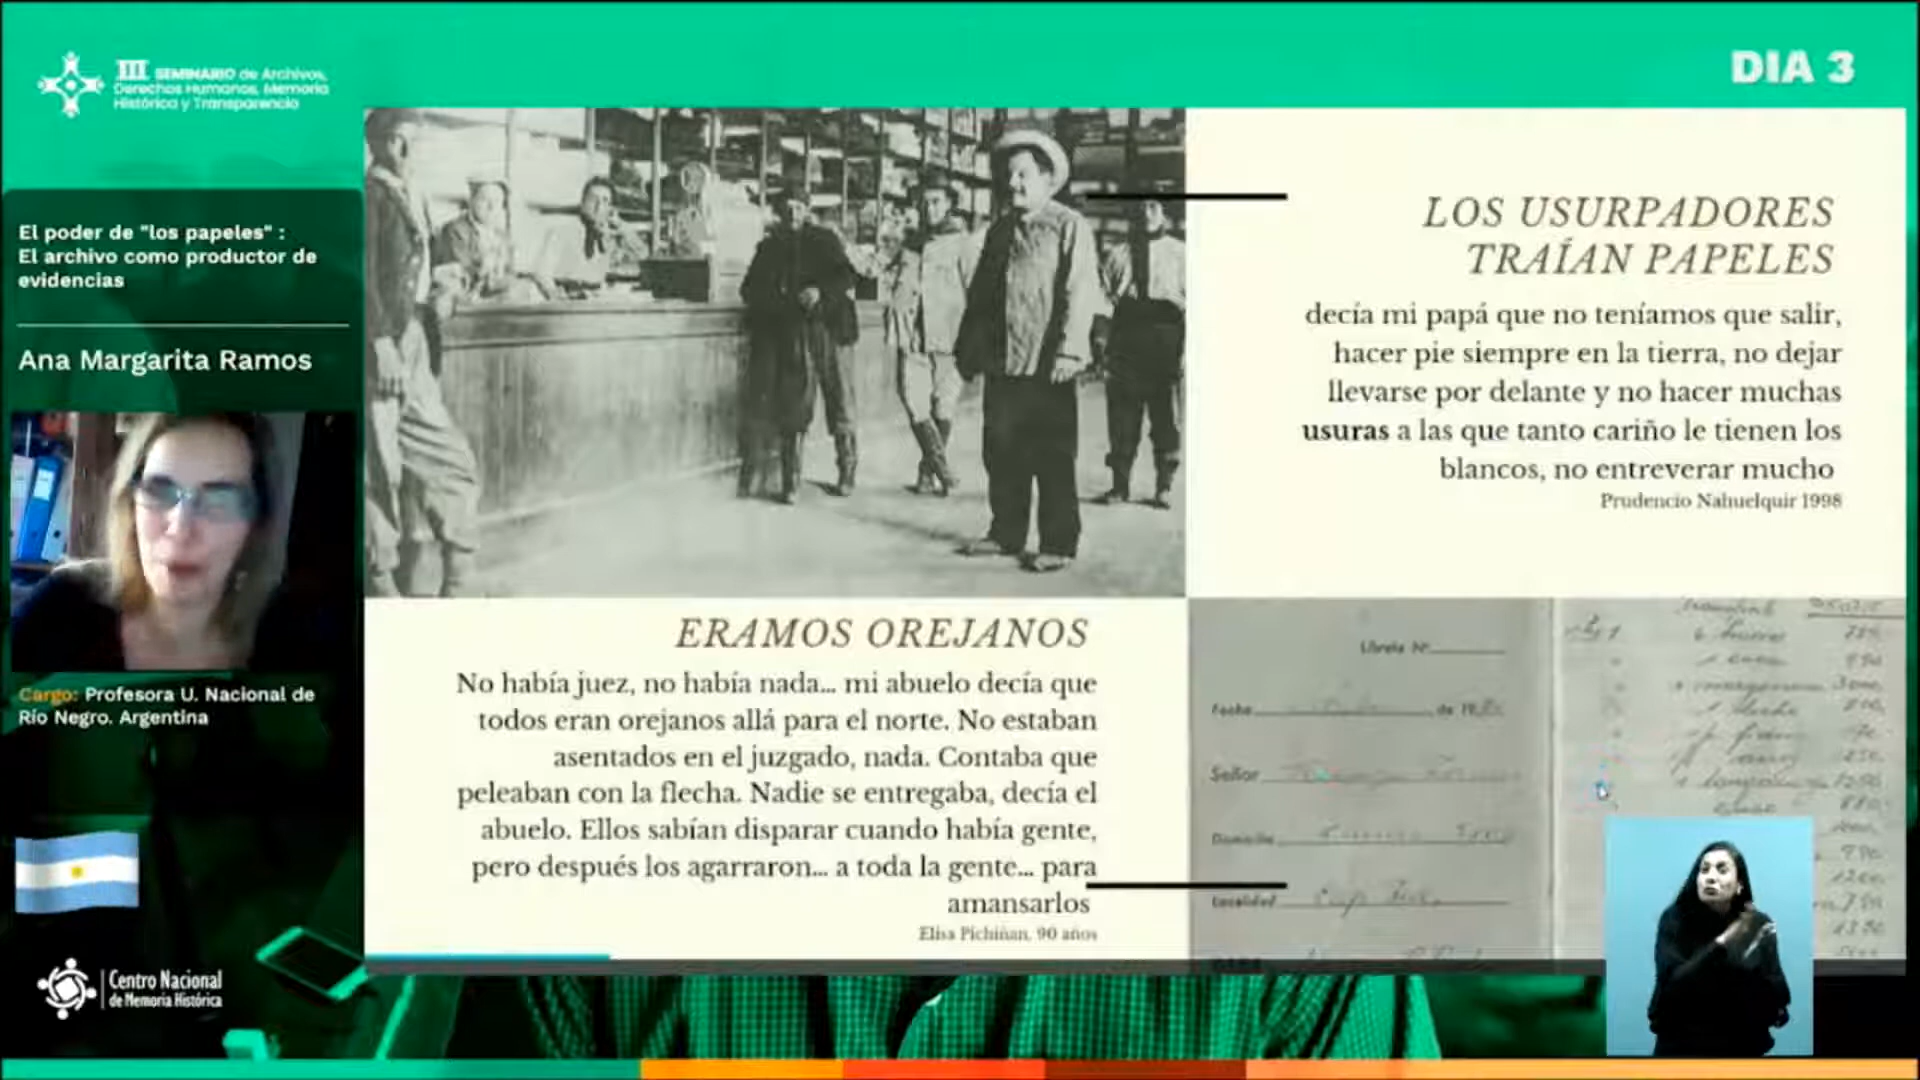 III SEMINARIO de Archivos,
Derechos Humanos, Memoria
Histórica y Transparencia
DIA 3
El poder de "los papeles" :
El archivo como productor de
evidencias
Ana Margarita Ramos
Cargo: Profesora U. Nacional de
Río Negro. Argentina
Centro Nacional
de Memoria Histórica
LOS USURPADORES
TRAÍAN PAPELES
decía mi papá que no teníamos que salir,
hacer pie siempre en la tierra, no dejar
llevarse por delante y no hacer muchas
usuras a las que tanto cariño le tienen los
blancos, no entreverar mucho
Prudencio Nahuelquir 1998
ERAMOS OREJANOS
No había juez, no había nada... mi abuelo decía que
todos eran orejanos allá para el norte. No estaban
asentados en el juzgado, nada. Contaba que
peleaban con la flecha. Nadie se entregaba, decía el
abuelo. Ellos sabían disparar cuando había gente,
pero después los agarraron... a toda la gente... para
amansarlos
Elisa Pichiñan, 90 años
Libreta Nº
Fecha de 19
Señor
Domicilio
Localidad